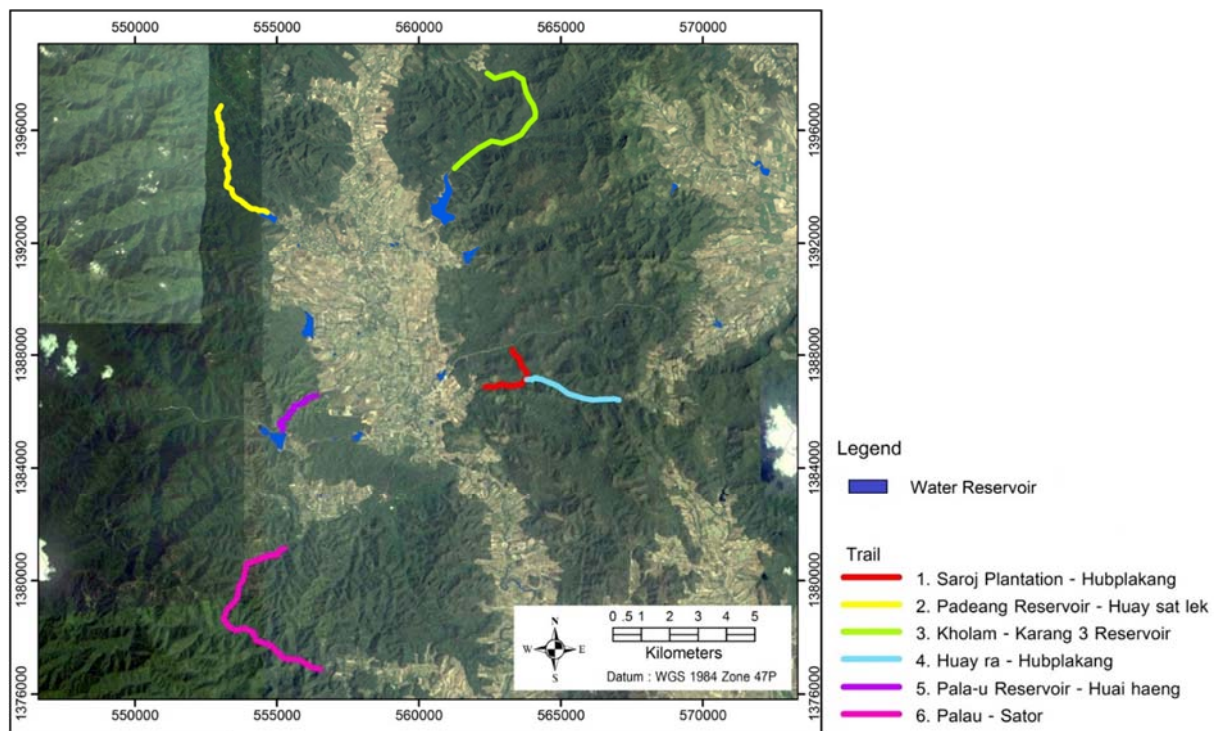 550000 555000 560000 565000 570000
1396000 1396000
1392000 1392000
1388000 1388000
1384000 1384000
1380000 1380000
1376000 1376000
0 0.5 1 2 3 4 5
Kilometers
Datum : WGS 1984 Zone 47P
N
W E
S
550000 555000 560000 565000 570000
Legend
Water Reservoir
Trail
1. Saroj Plantation - Hubplakang
2. Padeang Reservoir - Huay sat lek
3. Kholam - Karang 3 Reservoir
4. Huay ra - Hubplakang
5. Pala-u Reservoir - Huai haeng
6. Palau - Sator